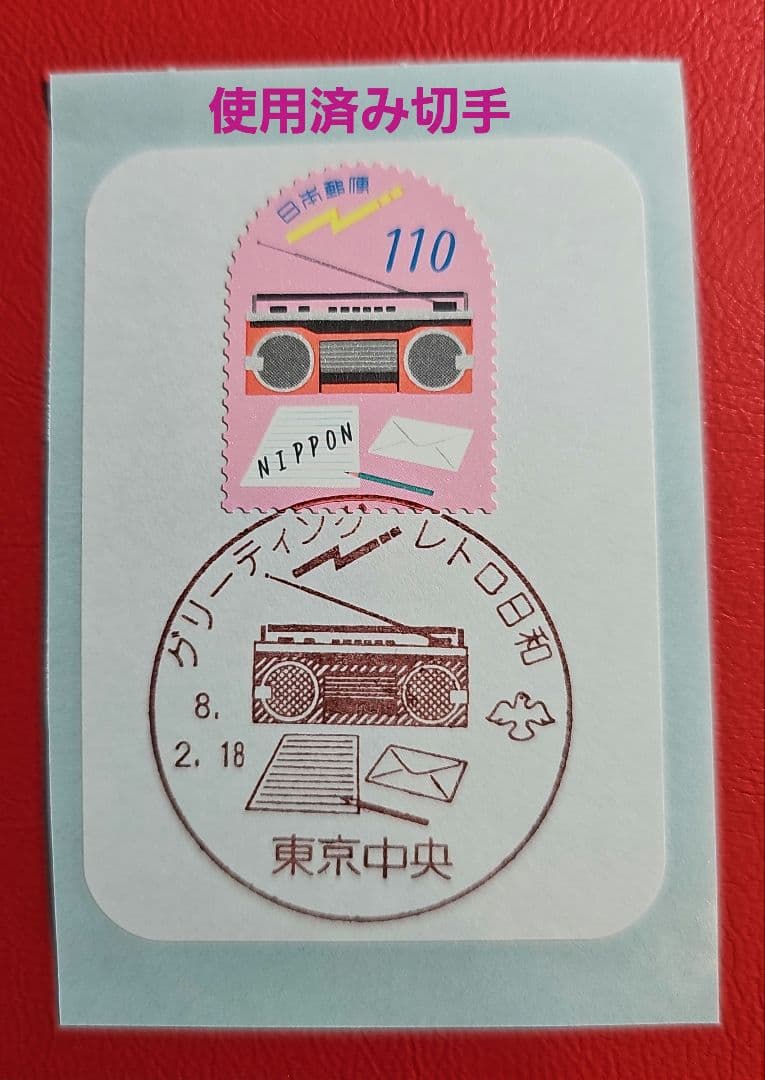 使用済み切手
日本郵便
110
NIPPON
グリーティング レトロ日和
8.
2. 18
東京中央